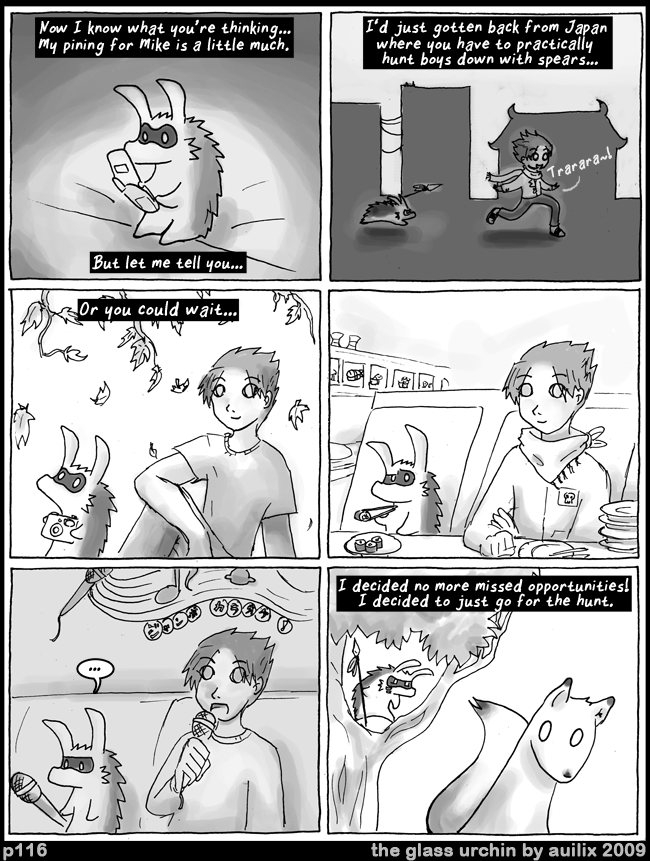 Now I know what you're thinking...
My pining for Mike is a little much.
But let me tell you...
I'd just gotten back from Japan
where you have to practically
hunt boys down with spears...
Trarara~!
Or you could wait...
...
I decided no more missed opportunities!
I decided to just go for the hunt.
p116
the glass urchin by auilix 2009